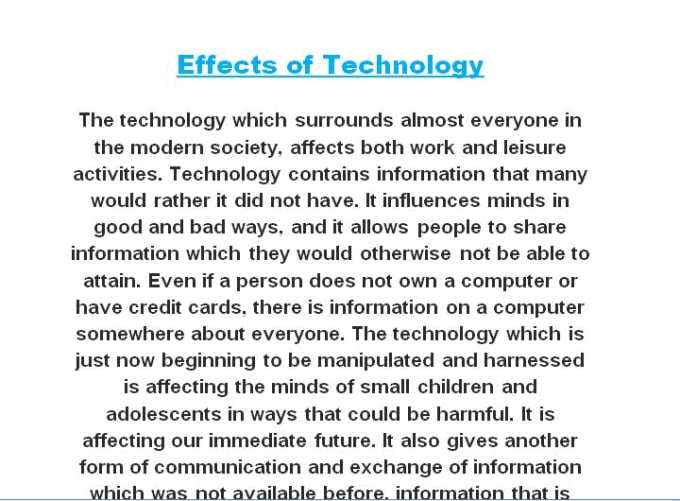 Effects of Technology
The technology which surrounds almost everyone in
the modern society, affects both work and leisure
activities. Technology contains information that many
would rather it did not have. It influences minds in
good and bad ways, and it allows people to share
information which they would otherwise not be able to
attain. Even if a person does not own a computer or
have credit cards, there is information on a computer
somewhere about everyone. The technology which is
just now beginning to be manipulated and harnessed
is affecting the minds of small children and
adolescents in ways that could be harmful. It is
affecting our immediate future. It also gives another
form of communication and exchange of information
which was not available before, information that is